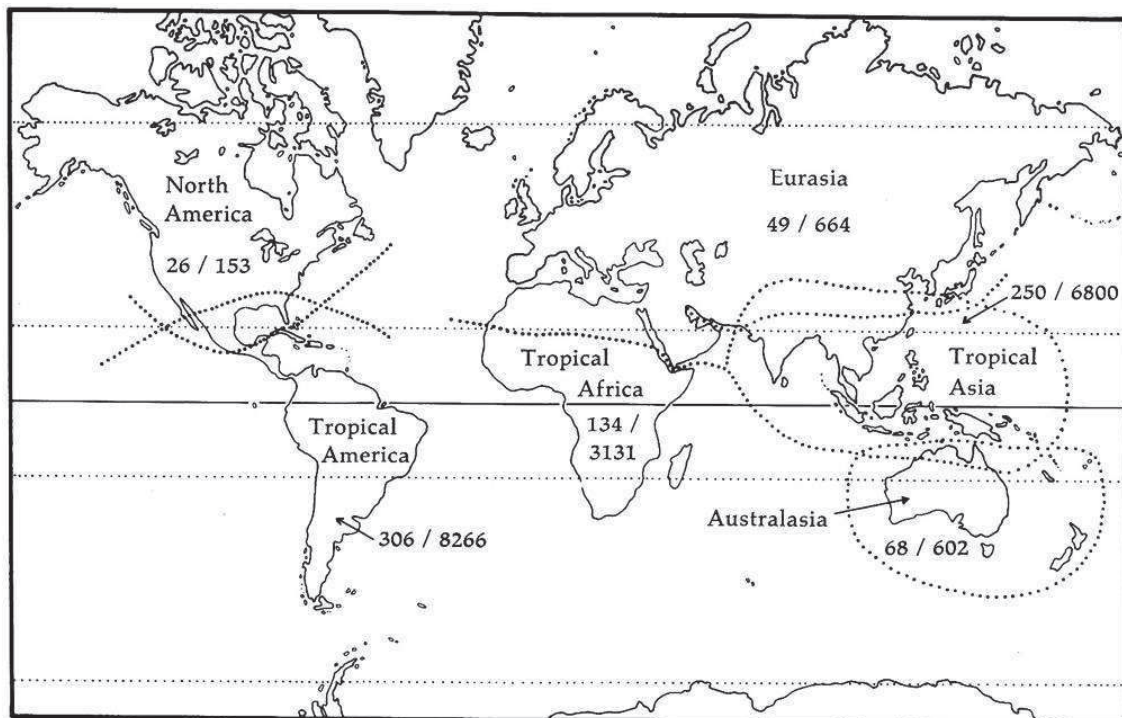 North
America
26 / 153
Eurasia
49 / 664
250 / 6800
Tropical
Asia
Tropical
Africa
134 /
3131
Tropical
America
306 / 8266
Australasia
68 / 602